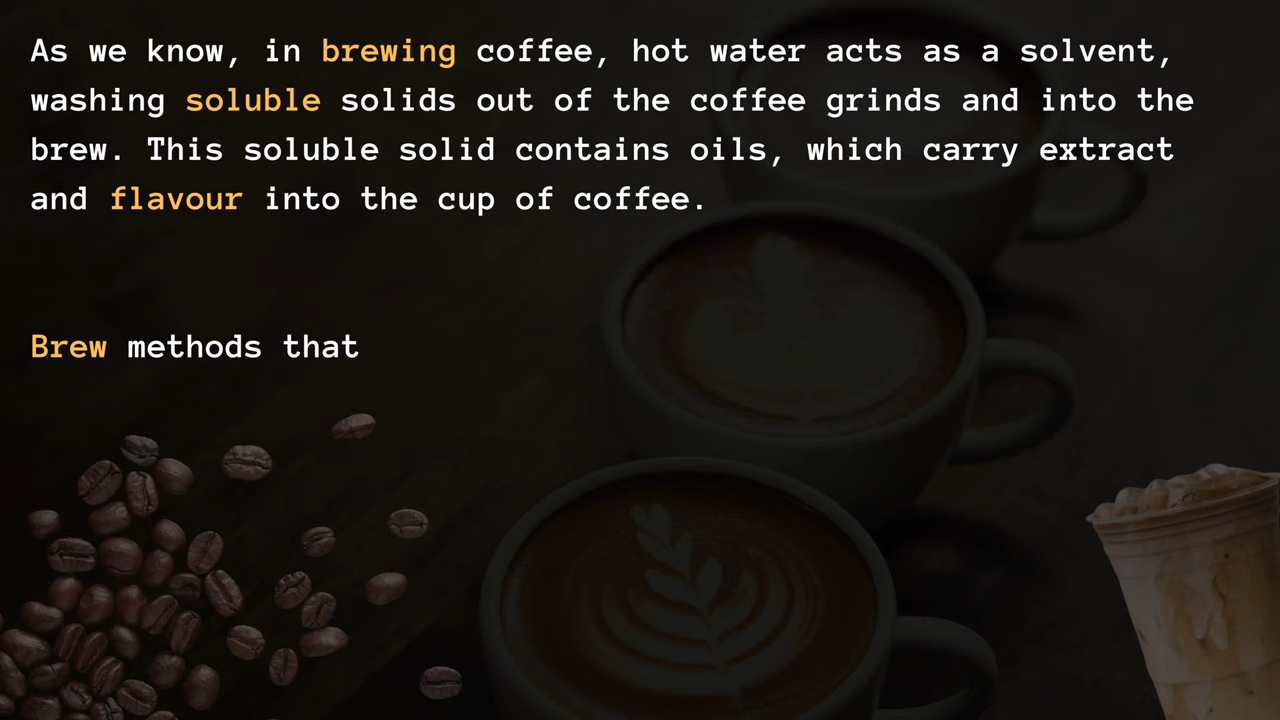 As we know, in brewing coffee, hot water acts as a solvent,
washing soluble solids out of the coffee grinds and into the
brew. This soluble solid contains oils, which carry extract
and flavour into the cup of coffee.
Brew methods that